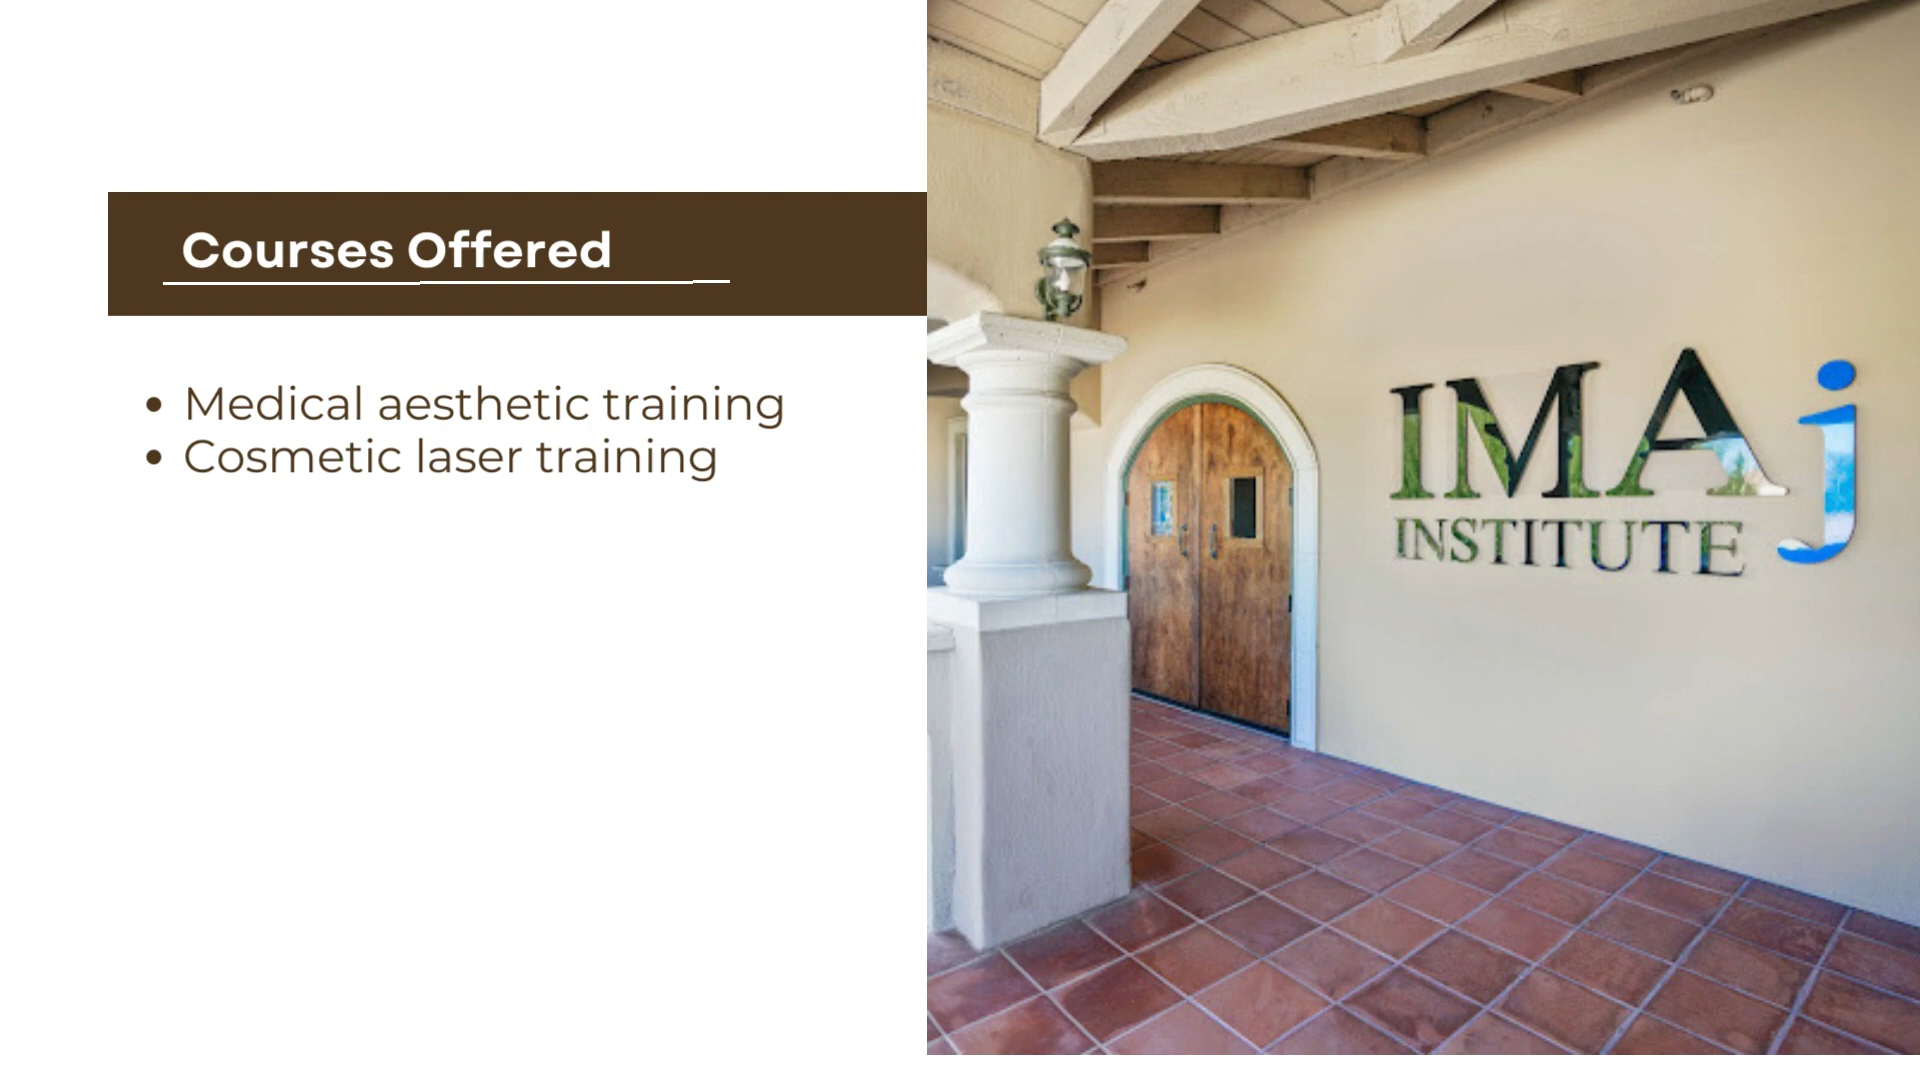 Courses Offered
• Medical aesthetic training
• Cosmetic laser training
IMAj
INSTITUTE